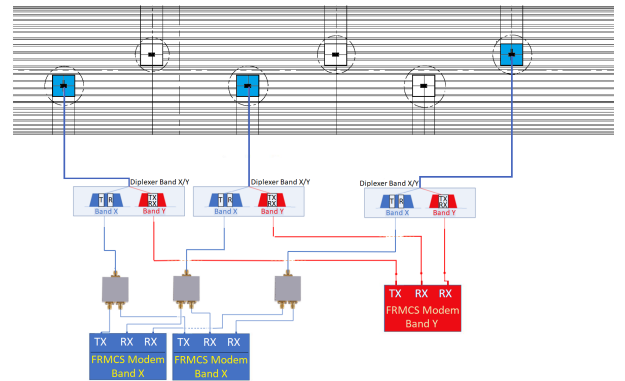 Diplexer Band X/Y
Diplexer Band X/Y
Diplexer Band X/Y
T R
TX
RX
T R
TX
RX
T R
TX
RX
Band X
Band Y
Band X
Band Y
Band X
Band Y
TX RX RX
FRMCS Modem
Band Y
TX RX RX
FRMCS Modem
Band X
TX RX RX
FRMCS Modem
Band X